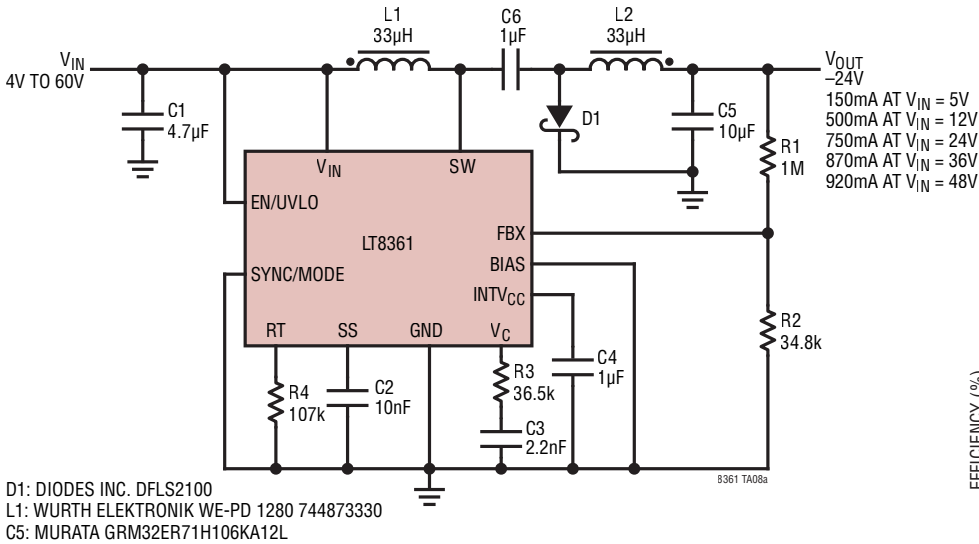 L1
33µH
C6
1µF
L2
33µH
VIN
4V TO 60V
VOUT
–24V
150mA AT VIN = 5V
500mA AT VIN = 12V
750mA AT VIN = 24V
870mA AT VIN = 36V
920mA AT VIN = 48V
C1
4.7µF
D1
C5
10µF
R1
1M
VIN
SW
EN/UVLO
LT8361
FBX
SYNC/MODE
BIAS
INTVCC
RT
SS
GND
VC
R2
34.8k
R4
107k
C2
10nF
R3
36.5k
C4
1µF
C3
2.2nF
8361 TA08a
EFFICIENCY (%)
D1: DIODES INC. DFLS2100
L1: WURTH ELEKTRONIK WE-PD 1280 744873330
C5: MURATA GRM32ER71H106KA12L